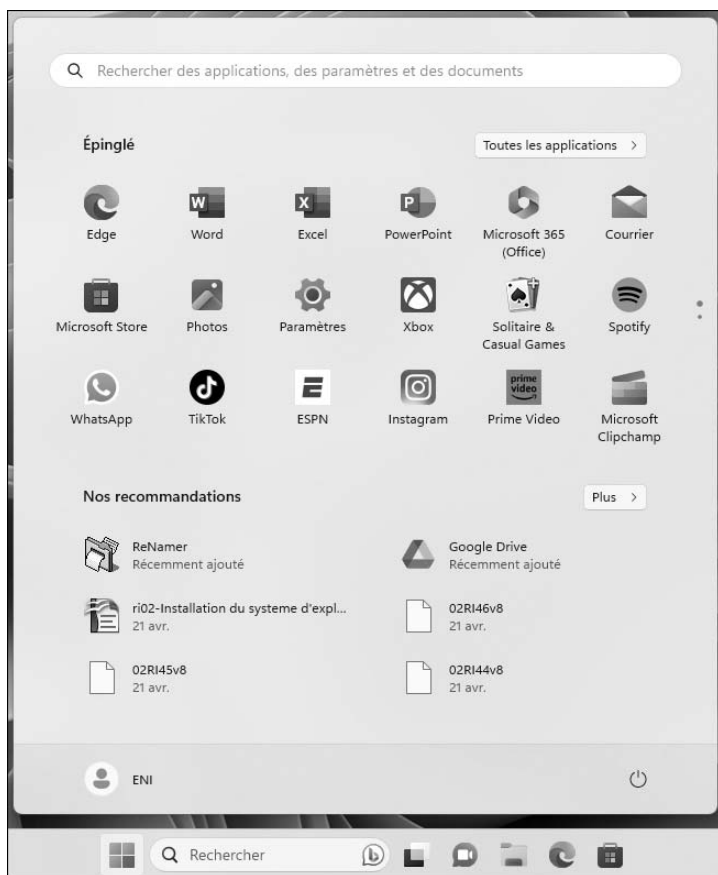 Rechercher des applications, des paramètres et des documents
Épinglé
Toutes les applications >
Edge
Word
Excel
PowerPoint
Microsoft 365
(Office)
Courrier
Microsoft Store
Photos
Paramètres
Xbox
Solitaire &
Casual Games
Spotify
WhatsApp
TikTok
ESPN
Instagram
prime
video
Prime Video
Microsoft
Clipchamp
Nos recommandations
Plus >
ReNamer
Récemment ajouté
Google Drive
Récemment ajouté
ri02-Installation du systeme d'expl...
21 avr.
02RI46v8
21 avr.
02RI45v8
21 avr.
02RI44v8
21 avr.
ENI
Rechercher